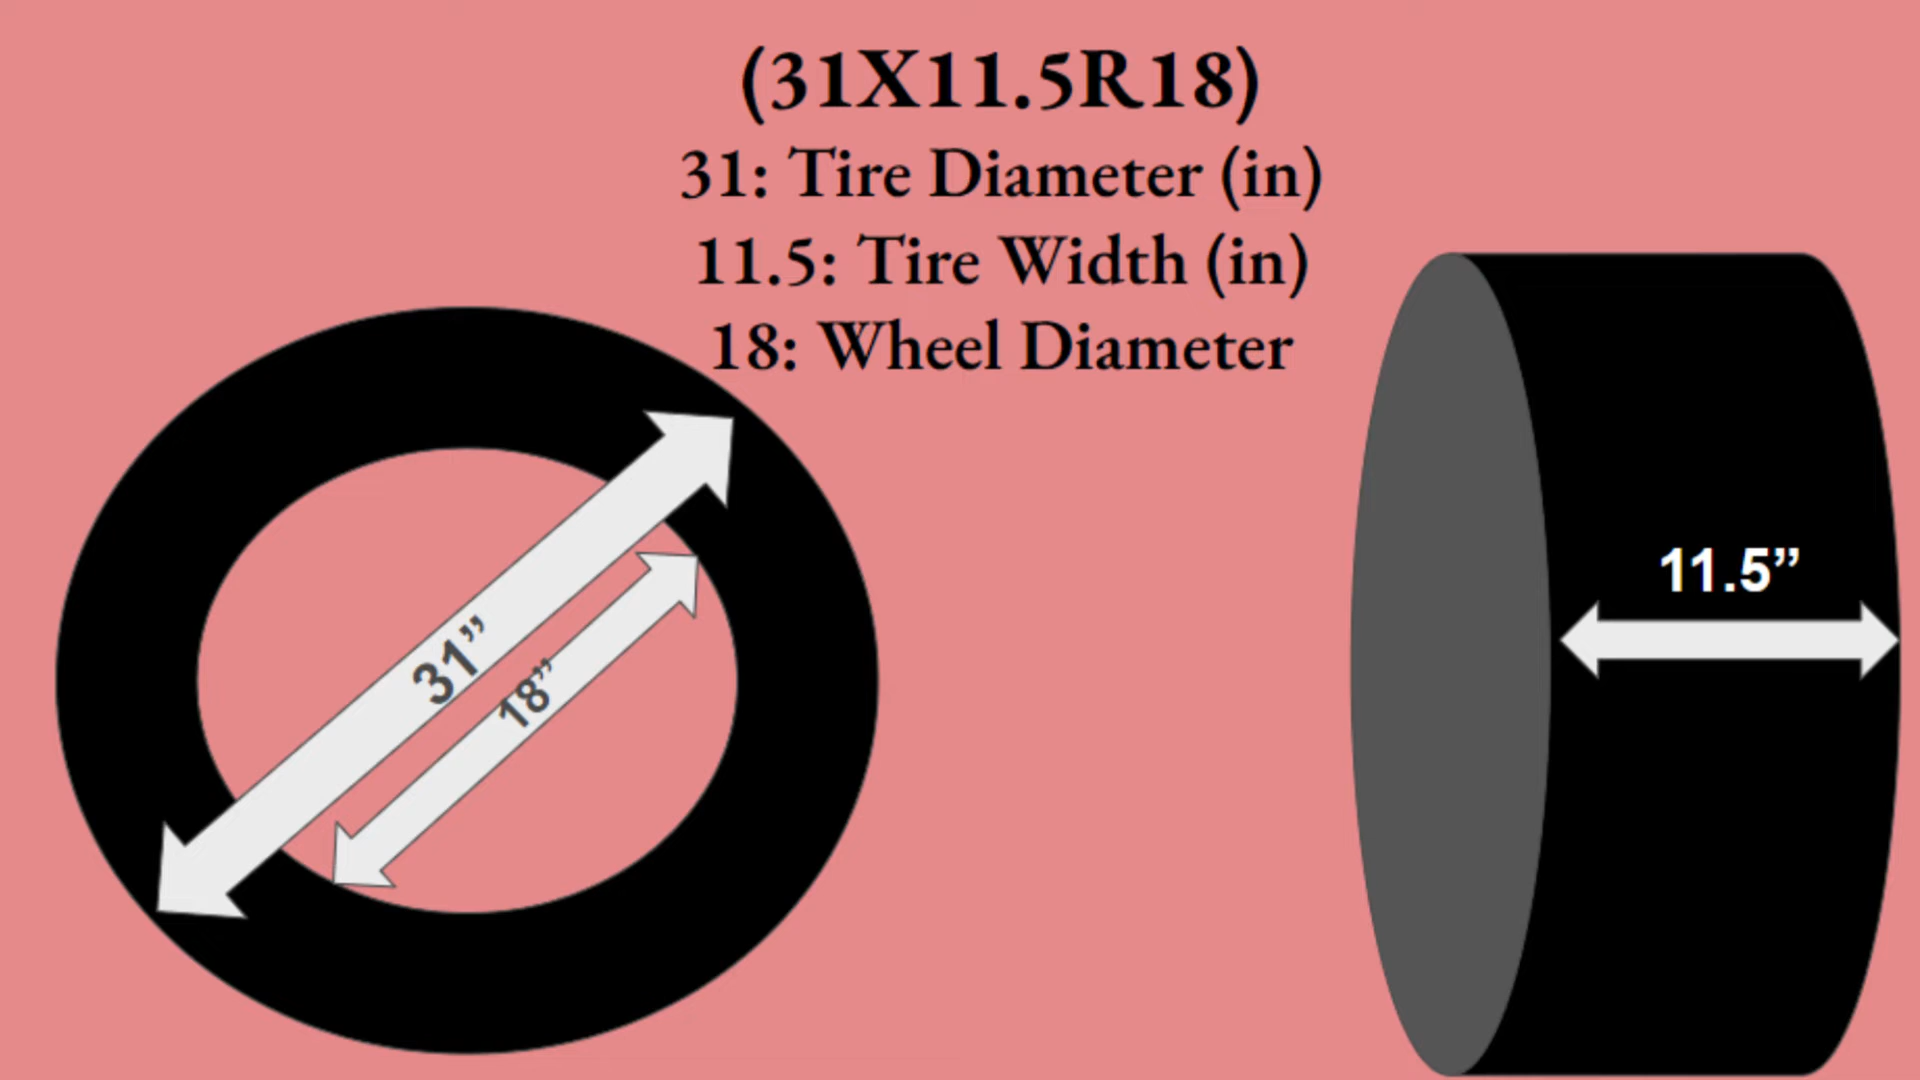 (31X11.5R18)
31: Tire Diameter (in)
11.5: Tire Width (in)
18: Wheel Diameter
31”
18”
11.5”